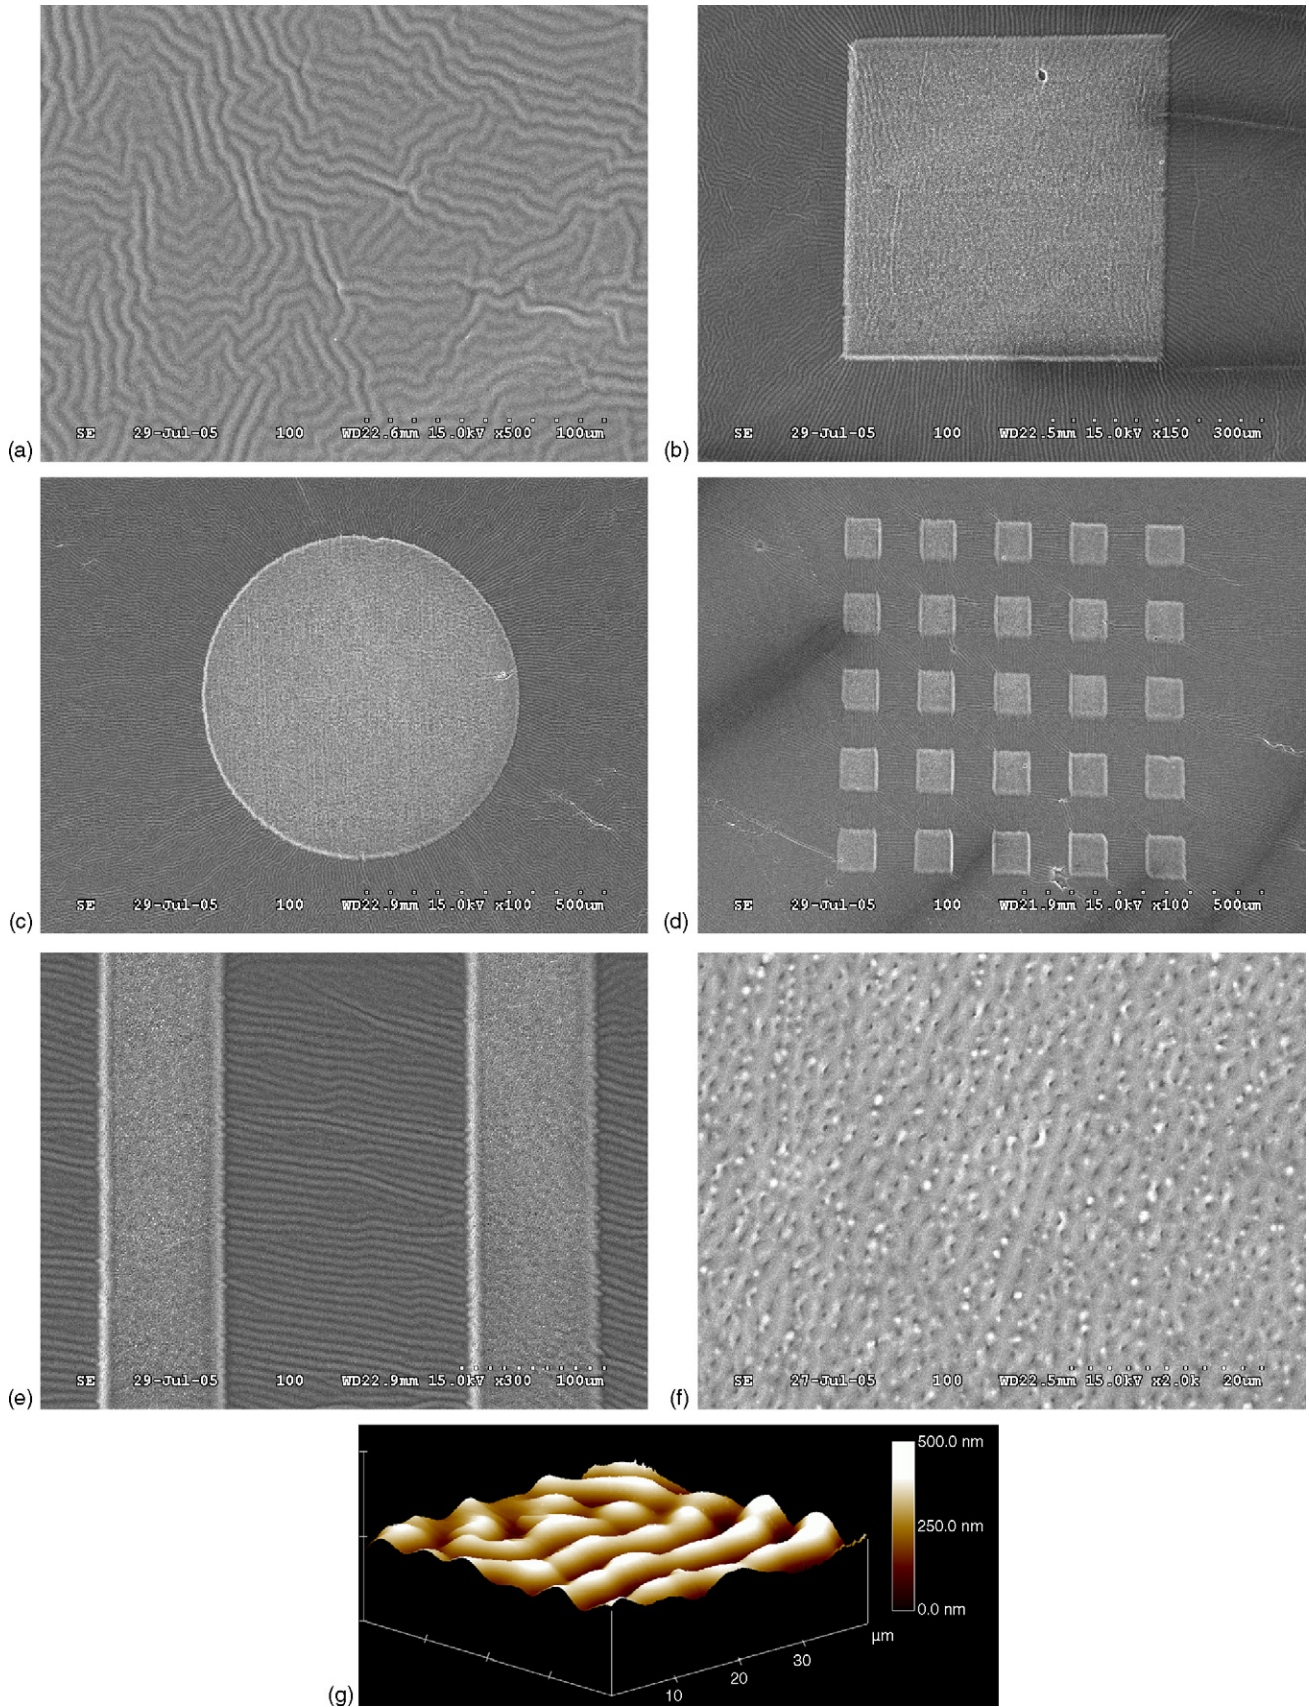 (a)
SE 29-Jul-05 100 WD22.6mm 15.0kV x500 100um
(b)
SE 29-Jul-05 100 WD22.5mm 15.0kV x150 300um
(c)
SE 29-Jul-05 100 WD22.9mm 15.0kV x100 500um
(d)
SE 29-Jul-05 100 WD21.9mm 15.0kV x100 500um
(e)
SE 29-Jul-05 100 WD22.9mm 15.0kV x300 100um
(f)
SE 27-Jul-05 100 WD22.5mm 15.0kV x2.0k 20um
500.0 nm
250.0 nm
0.0 nm
µm
30
20
10
(g)